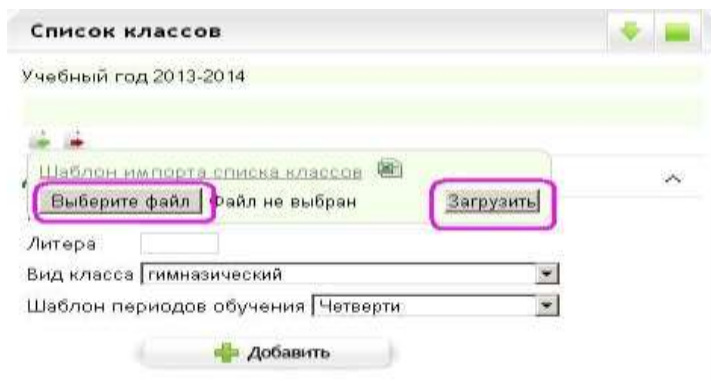 Список классов
Учебный год 2013-2014
Шаблон импорта списка классов
Выберите файл Файл не выбран Загрузить
Литера
Вид класса гимназический
Шаблон периодов обучения Четверти
Добавить